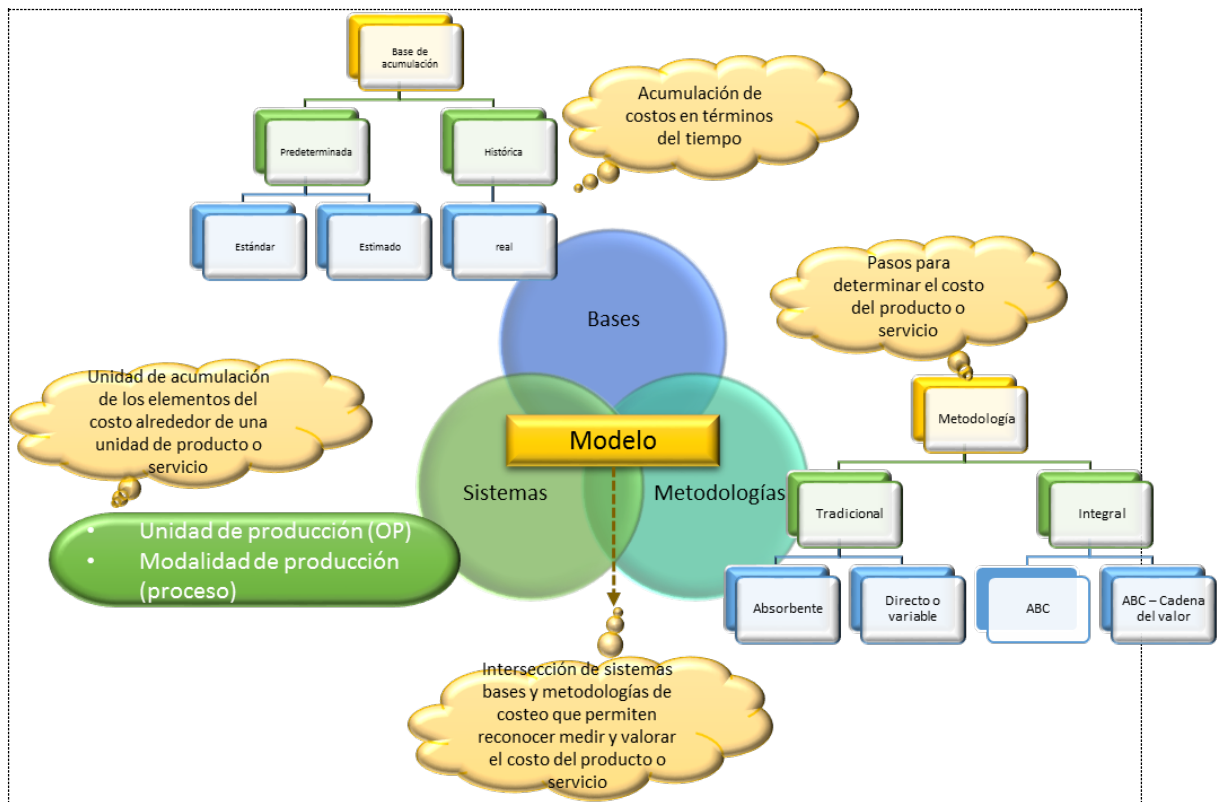 Base de
acumulación
Predeterminada
Histórica
Estándar
Estimado
real
Acumulación de
costos en términos
del tiempo
Bases
Pasos para
determinar el costo
del producto o
servicio
Unidad de acumulación
de los elementos del
costo alrededor de una
unidad de producto o
servicio
Modelo
Sistemas
Metodologías
Metodología
Tradicional
Integral
Absorbente
Directo o
variable
ABC
ABC – Cadena
del valor
• Unidad de producción (OP)
• Modalidad de producción
(proceso)
Intersección de sistemas
bases y metodologías de
costeo que permiten
reconocer medir y valorar
el costo del producto o
servicio